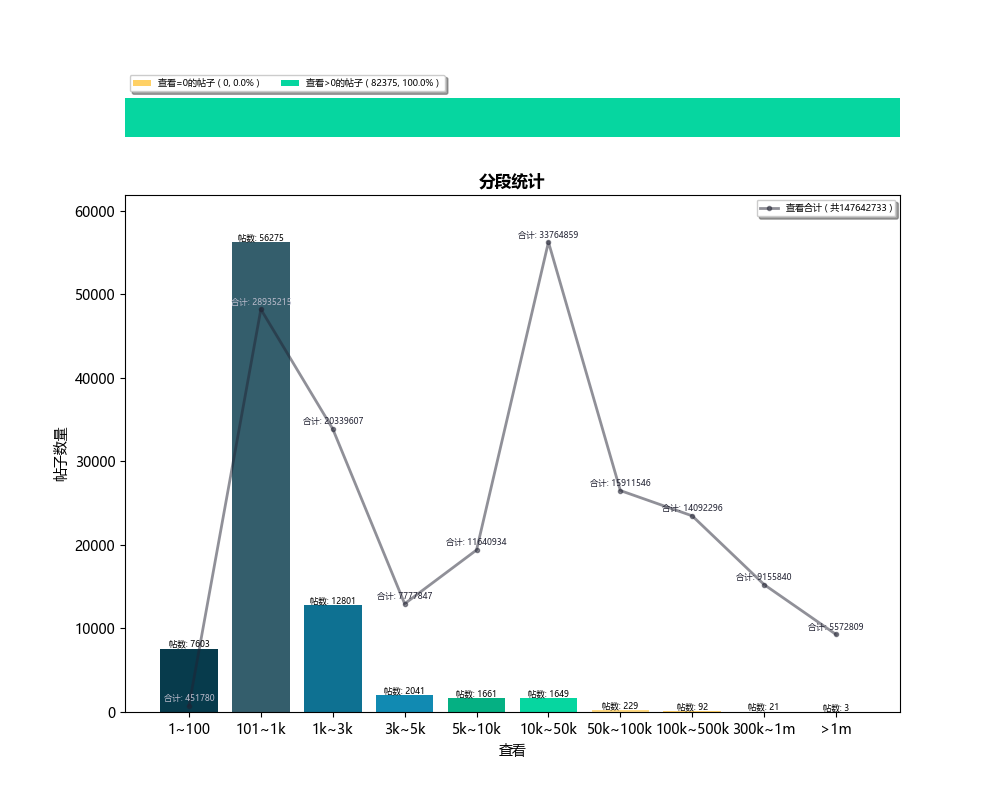 查看=0的帖子 ( 0, 0.0% )
查看>0的帖子 ( 82375, 100.0% )
分段统计
查看合计 ( 共147642733 )
帖子数量
60000
50000
40000
30000
20000
10000
0
帖数: 7603
帖数: 56275
帖数: 12801
帖数: 2041
帖数: 1661
帖数: 1649
帖数: 229
帖数: 92
帖数: 21
帖数: 3
合计: 451780
合计: 28935215
合计: 20339607
合计: 7777847
合计: 11640934
合计: 33764859
合计: 15911546
合计: 14092296
合计: 9155840
合计: 5572809
1~100
101~1k
1k~3k
3k~5k
5k~10k
10k~50k
50k~100k
100k~500k
300k~1m
>1m
查看